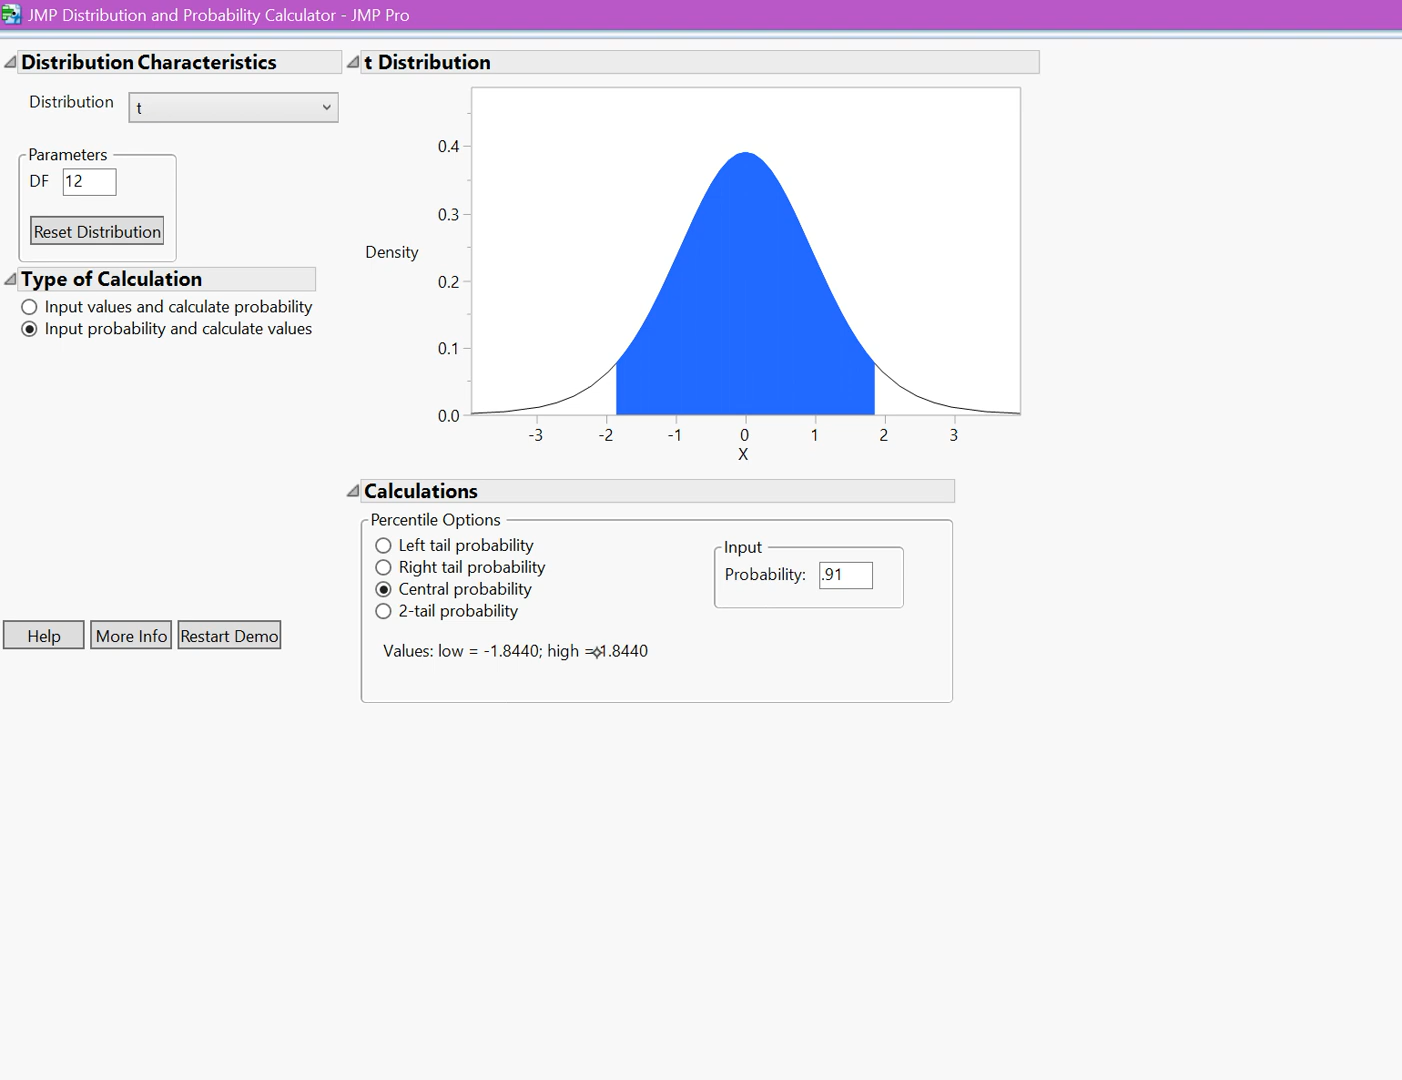 JMP Distribution and Probability Calculator - JMP Pro
Distribution Characteristics
Distribution
t
Parameters
DF 12
Reset Distribution
Type of Calculation
Input values and calculate probability
Input probability and calculate values
Help
More Info
Restart Demo
t Distribution
Density
0.4
0.3
0.2
0.1
0.0
-3 -2 -1 0 1 2 3
X
Calculations
Percentile Options
Left tail probability
Right tail probability
Central probability
2-tail probability
Input
Probability: .91
Values: low = -1.8440; high = 1.8440